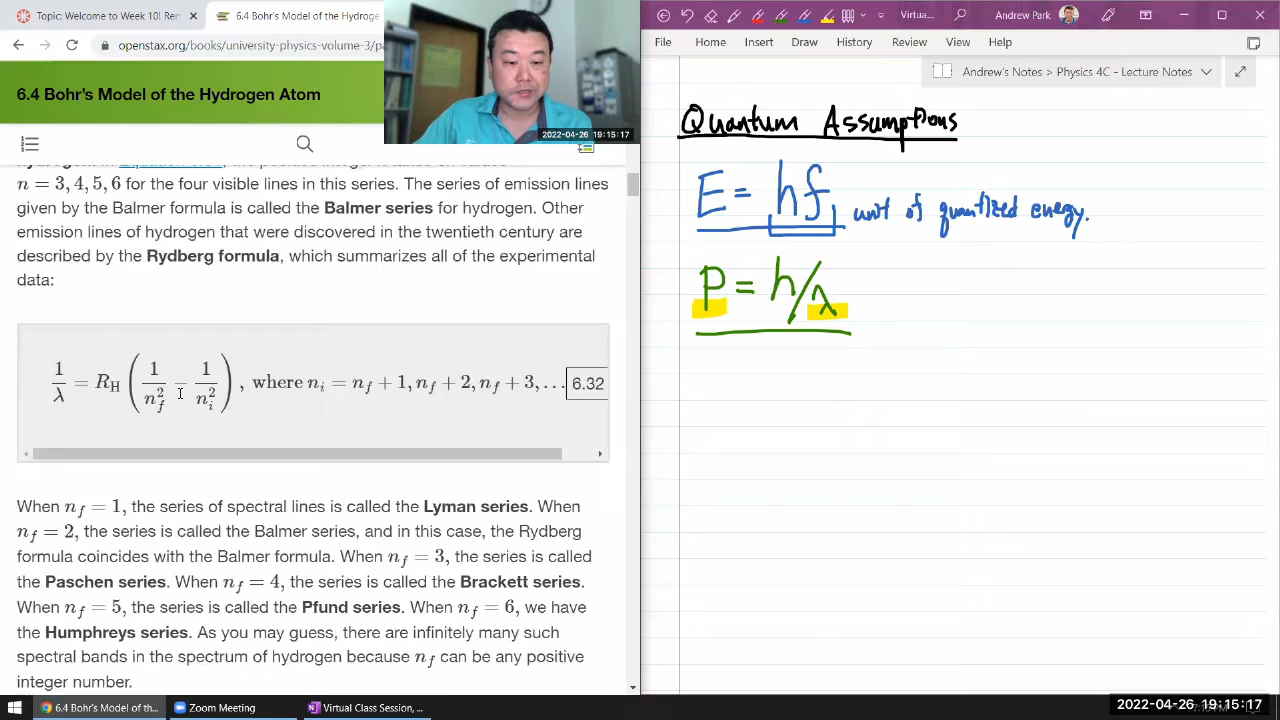 Welcome to Week 10! Rem
6.4 Bohr's Model of the Hydroge
openstax.org/books/university-physics-volume-3/pa
6.4 Bohr's Model of the Hydrogen Atom
2022-04-26 19:15:17
n = 3, 4, 5, 6 for the four visible lines in this series. The series of emission lines
given by the Balmer formula is called the Balmer series for hydrogen. Other
emission lines of hydrogen that were discovered in the twentieth century are
described by the Rydberg formula, which summarizes all of the experimental
data:
1/λ = R_H (1/n_f² − 1/n_i²), where n_i = n_f + 1, n_f + 2, n_f + 3, … 6.32
When n_f = 1, the series of spectral lines is called the Lyman series. When
n_f = 2, the series is called the Balmer series, and in this case, the Rydberg
formula coincides with the Balmer formula. When n_f = 3, the series is called
the Paschen series. When n_f = 4, the series is called the Brackett series.
When n_f = 5, the series is called the Pfund series. When n_f = 6, we have
the Humphreys series. As you may guess, there are infinitely many such
spectral bands in the spectrum of hydrogen because n_f can be any positive
integer number.
Virtua... Andrew Park
File Home Insert Draw History Review View Help
Andrew's Notes > Physics 4C - Lecture Notes
Quantum Assumptions
E = hf unit of quantized energy.
P = h/λ
6.4 Bohr's Model of th... Zoom Meeting Virtual Class Session, ...
2022-04-26 19:15:17